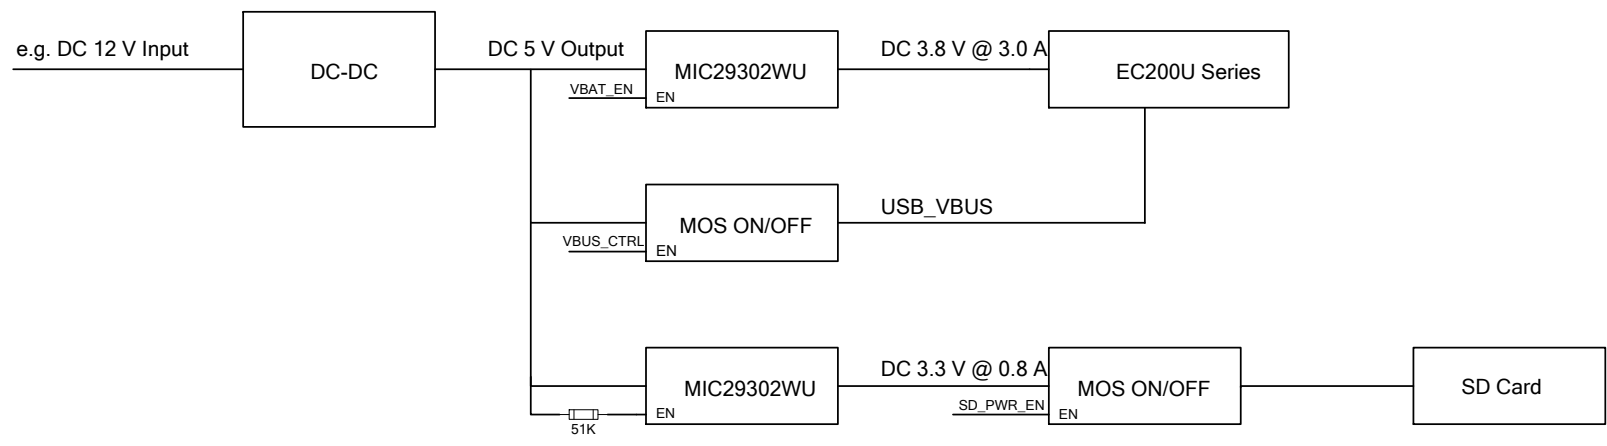 e.g. DC 12 V Input
DC-DC
DC 5 V Output
MIC29302WU
VBAT_EN
EN
DC 3.8 V @ 3.0 A
EC200U Series
MOS ON/OFF
VBUS_CTRL
EN
USB_VBUS
MIC29302WU
EN
51K
DC 3.3 V @ 0.8 A
MOS ON/OFF
SD_PWR_EN
EN
SD Card